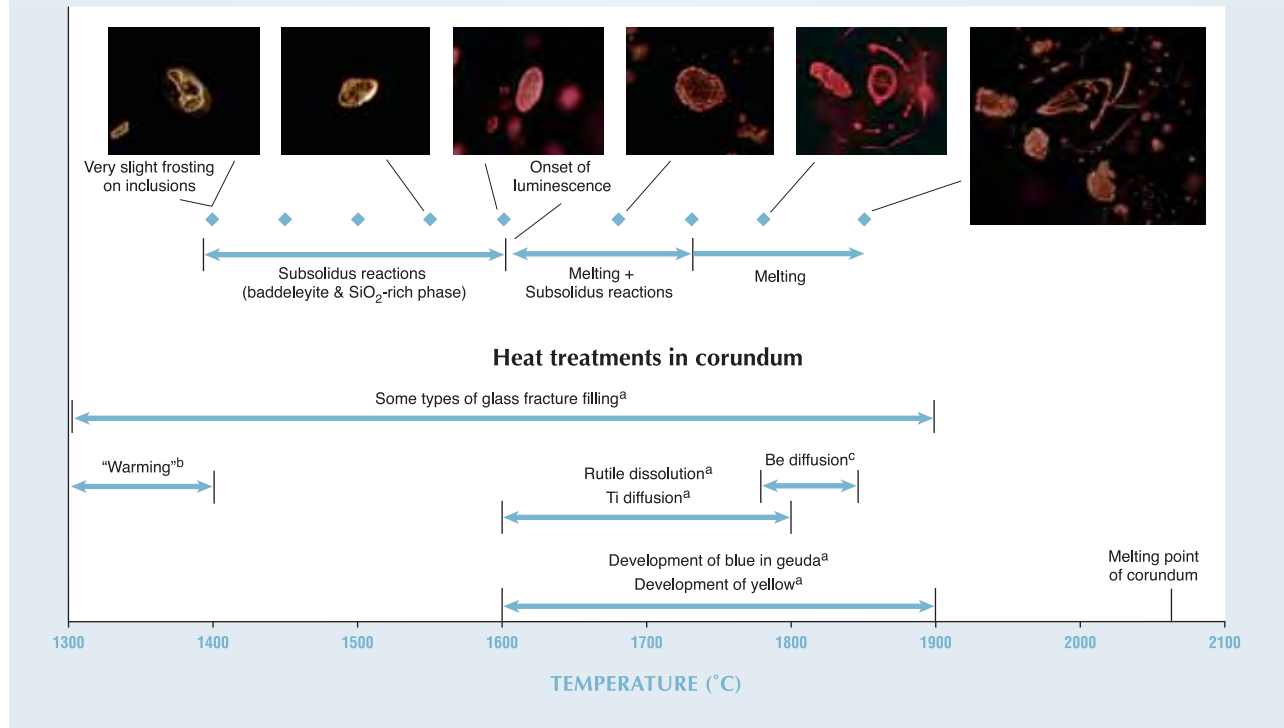 Very slight frosting
on inclusions
Onset of
luminescence
Subsolidus reactions
(baddeleyite & SiO₂-rich phase)
Melting +
Subsolidus reactions
Melting
Heat treatments in corundum
Some types of glass fracture fillingᵃ
“Warming”ᵇ
Rutile dissolutionᵃ
Ti diffusionᵃ
Be diffusionᶜ
Development of blue in geudaᵃ
Development of yellowᵃ
Melting point
of corundum
1300 1400 1500 1600 1700 1800 1900 2000 2100
TEMPERATURE (˚C)